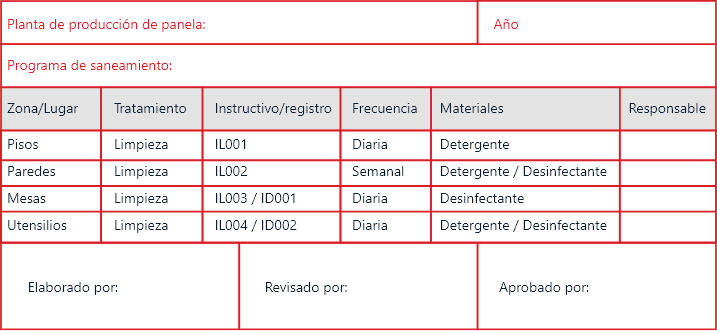 Planta de producción de panela: Año
Programa de saneamiento:
Zona/Lugar Tratamiento Instructivo/registro Frecuencia Materiales Responsable
Pisos Limpieza IL001 Diaria Detergente
Paredes Limpieza IL002 Semanal Detergente / Desinfectante
Mesas Limpieza IL003 / ID001 Diaria Desinfectante
Utensilios Limpieza IL004 / ID002 Diaria Detergente / Desinfectante
Elaborado por: Revisado por: Aprobado por: